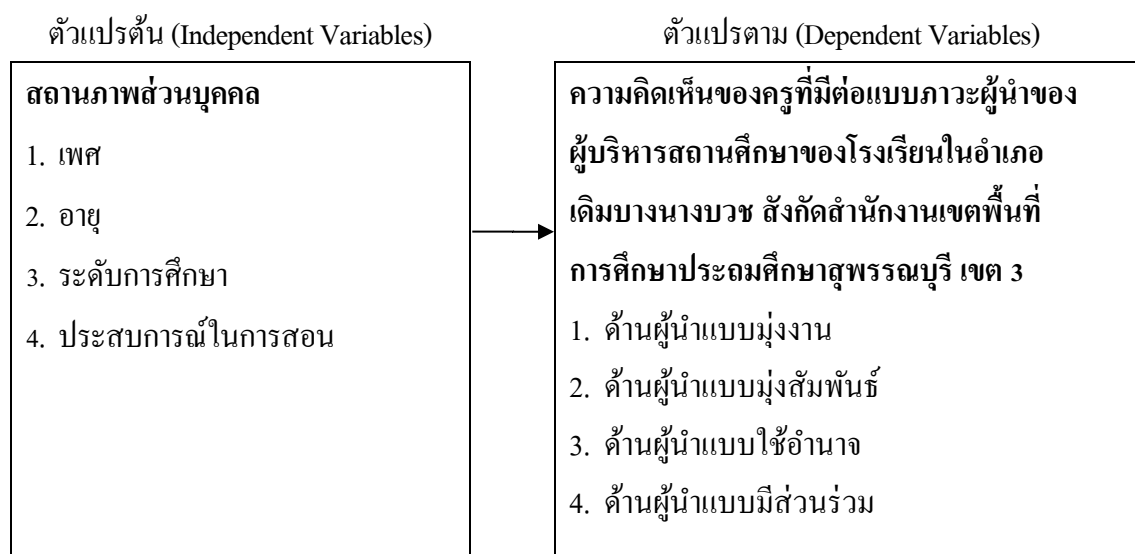 ตัวแปรต้น (Independent Variables)
สถานภาพส่วนบุคคล
1. เพศ
2. อายุ
3. ระดับการศึกษา
4. ประสบการณ์ในการสอน
ตัวแปรตาม (Dependent Variables)
ความคิดเห็นของครูที่มีต่อแบบภาวะผู้นำของ
ผู้บริหารสถานศึกษาของโรงเรียนในอำเภอ
เดิมบางนางบวช สังกัดสำนักงานเขตพื้นที่
การศึกษาประถมศึกษาสุพรรณบุรี เขต 3
1. ด้านผู้นำแบบมุ่งงาน
2. ด้านผู้นำแบบมุ่งสัมพันธ์
3. ด้านผู้นำแบบใช้อำนาจ
4. ด้านผู้นำแบบมีส่วนร่วม